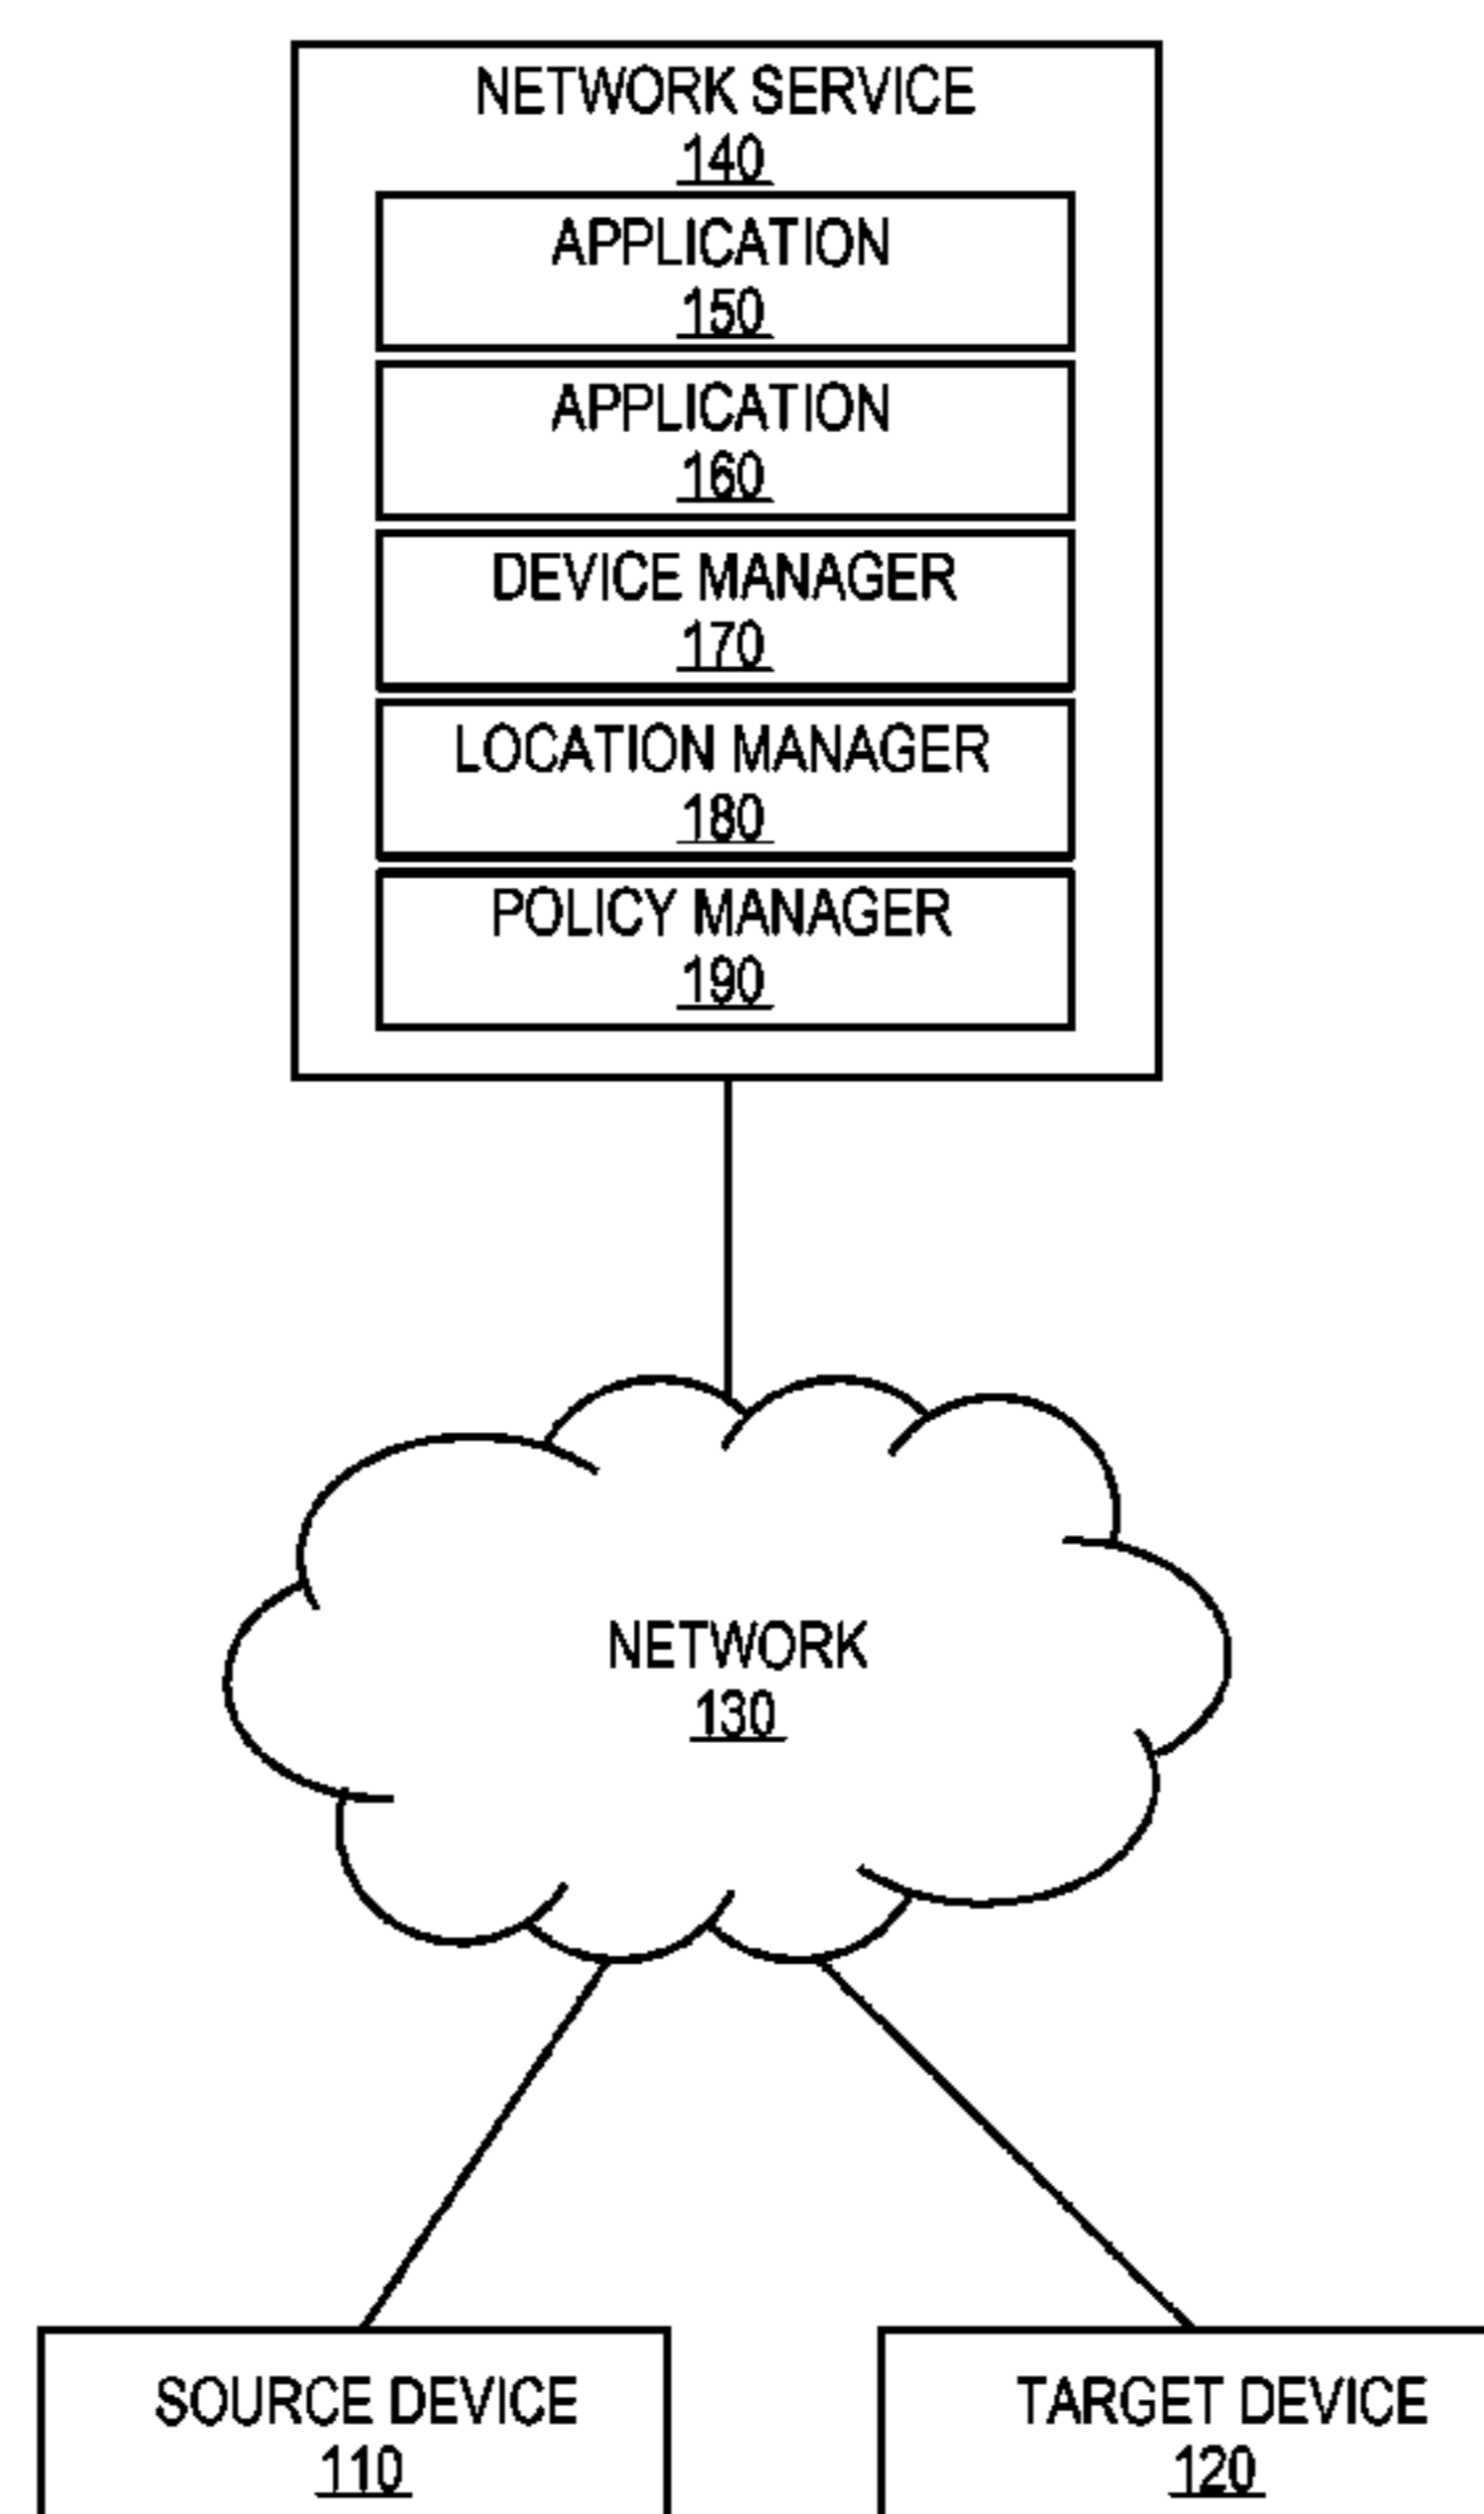 NETWORK SERVICE
140
APPLICATION
150
APPLICATION
160
DEVICE MANAGER
170
LOCATION MANAGER
180
POLICY MANAGER
190
NETWORK
130
SOURCE DEVICE
110
TARGET DEVICE
120